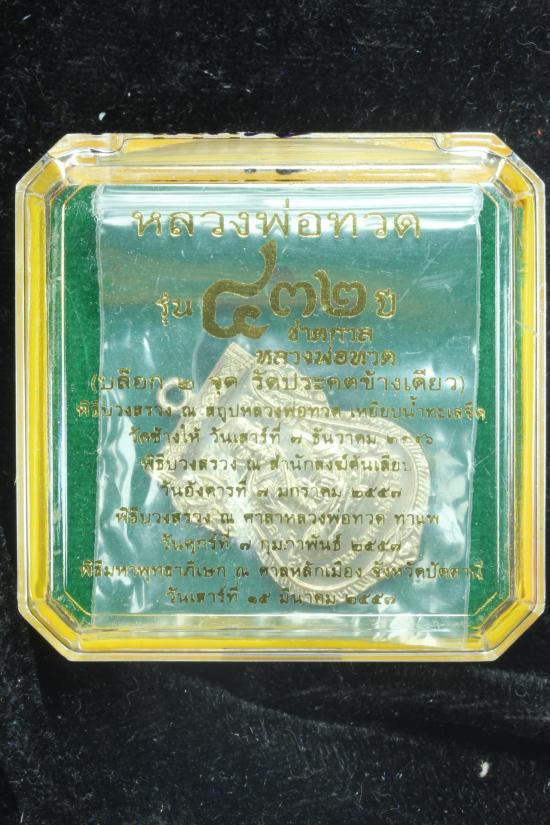 หลวงพ่อทวด
รุ่น ๔๓๒ ปี
ชาตกาล
หลวงพ่อทวด
(บล็อก ๒ จุด รัดประคตข้างเดียว)
พิธีบวงสรวง ณ สถูปหลวงพ่อทวด เหยียบน้ำทะเลจืด
วัดช้างให้ วันเสาร์ที่ ๗ ธันวาคม ๒๕๕๖
พิธีบวงสรวง ณ สำนักสงฆ์ต้นเลียบ
วันอังคารที่ ๗ มกราคม ๒๕๕๗
พิธีบวงสรวง ณ ศาลาหลวงพ่อทวด ท่าแพ
วันศุกร์ที่ ๗ กุมภาพันธ์ ๒๕๕๗
พิธีมหาพุทธาภิเษก ณ ศาลหลักเมือง จังหวัดปัตตานี
วันเสาร์ที่ ๑๕ มีนาคม ๒๕๕๗